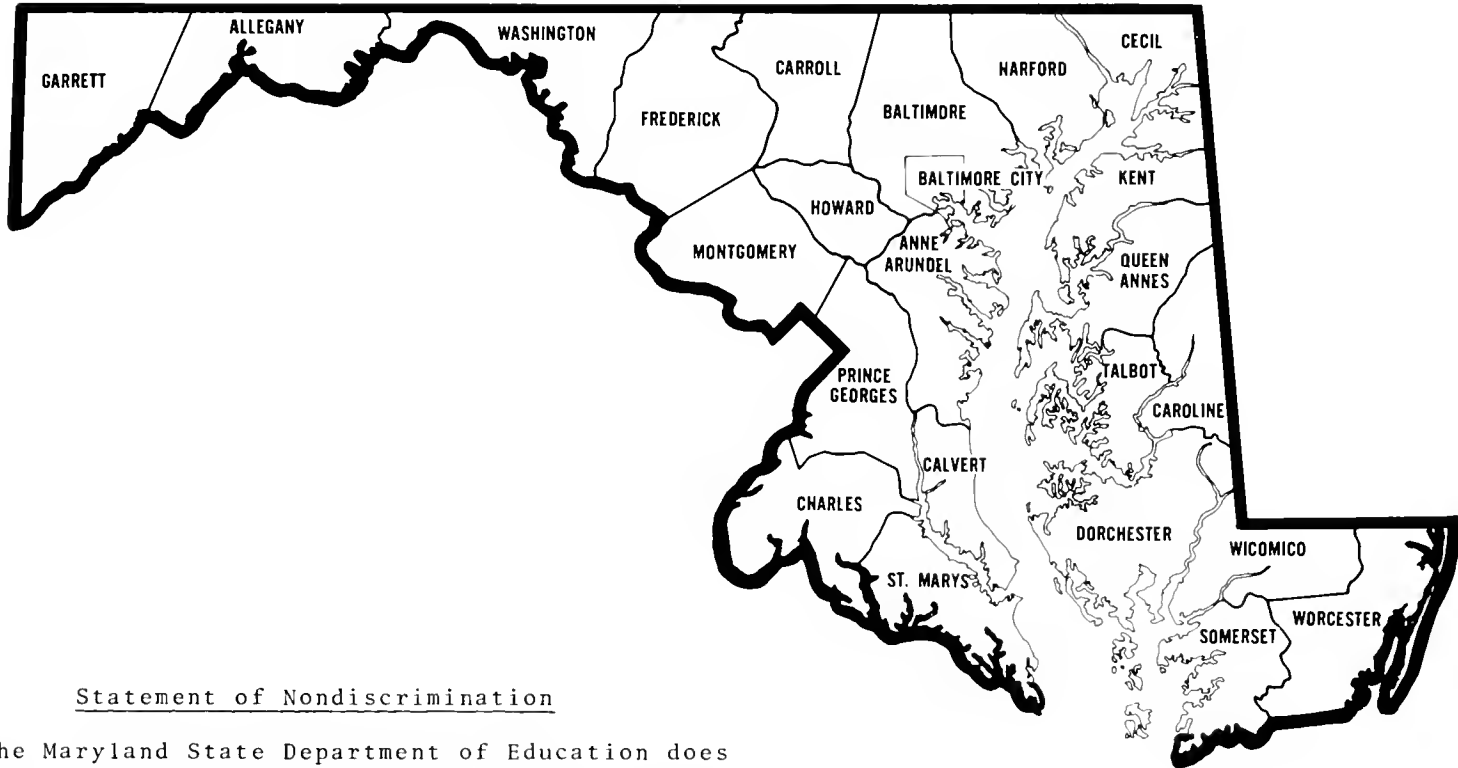 ALLEGANY
WASHINGTON
CECIL
GARRETT
CARROLL
HARFORD
FREDERICK
BALTIMORE
BALTIMORE CITY
KENT
HOWARD
MONTGOMERY
ANNE
ARUNDEL
QUEEN
ANNES
TALBOT
PRINCE
GEORGES
CAROLINE
CALVERT
CHARLES
DORCHESTER
WICOMICO
ST. MARYS
WORCESTER
SOMERSET
Statement of Nondiscrimination
he Maryland State Department of Education does